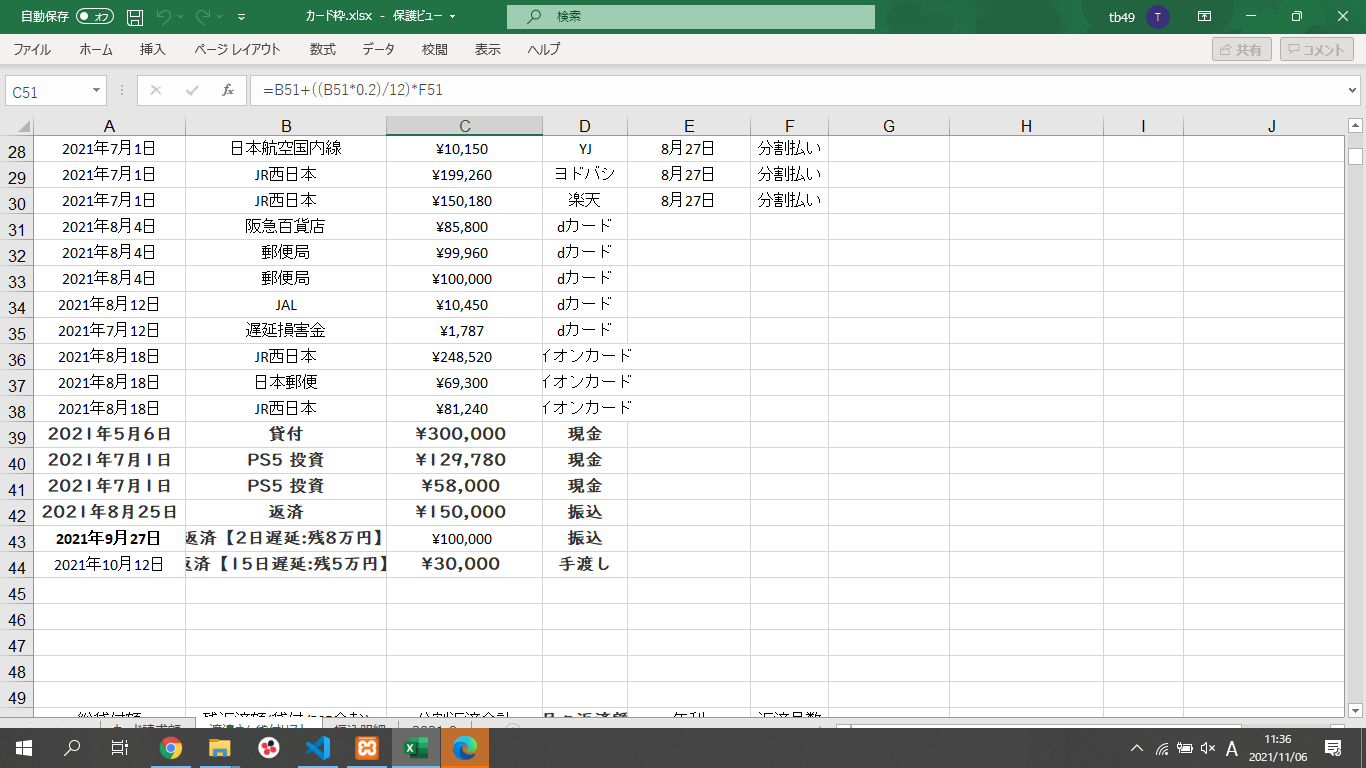 自動保存 オフ カード枠.xlsx - 保護ビュー 検索 tb49 T
ファイル ホーム 挿入 ページ レイアウト 数式 データ 校閲 表示 ヘルプ 共有 コメント
C51 fx =B51+((B51*0.2)/12)*F51
A B C D E F G H I J
28 2021年7月1日 日本航空国内線 ¥10,150 YJ 8月27日 分割払い
29 2021年7月1日 JR西日本 ¥199,260 ヨドバシ 8月27日 分割払い
30 2021年7月1日 JR西日本 ¥150,180 楽天 8月27日 分割払い
31 2021年8月4日 阪急百貨店 ¥85,800 dカード
32 2021年8月4日 郵便局 ¥99,960 dカード
33 2021年8月4日 郵便局 ¥100,000 dカード
34 2021年8月12日 JAL ¥10,450 dカード
35 2021年7月12日 遅延損害金 ¥1,787 dカード
36 2021年8月18日 JR西日本 ¥248,520 イオンカード
37 2021年8月18日 日本郵便 ¥69,300 イオンカード
38 2021年8月18日 JR西日本 ¥81,240 イオンカード
39 2021年5月6日 貸付 ¥300,000 現金
40 2021年7月1日 PS5 投資 ¥129,780 現金
41 2021年7月1日 PS5 投資 ¥58,000 現金
42 2021年8月25日 返済 ¥150,000 振込
43 2021年9月27日 返済【2日遅延:残8万円】 ¥100,000 振込
44 2021年10月12日 返済【15日遅延:残5万円】 ¥30,000 手渡し
45
46
47
48
49
A 11:36
2021/11/06